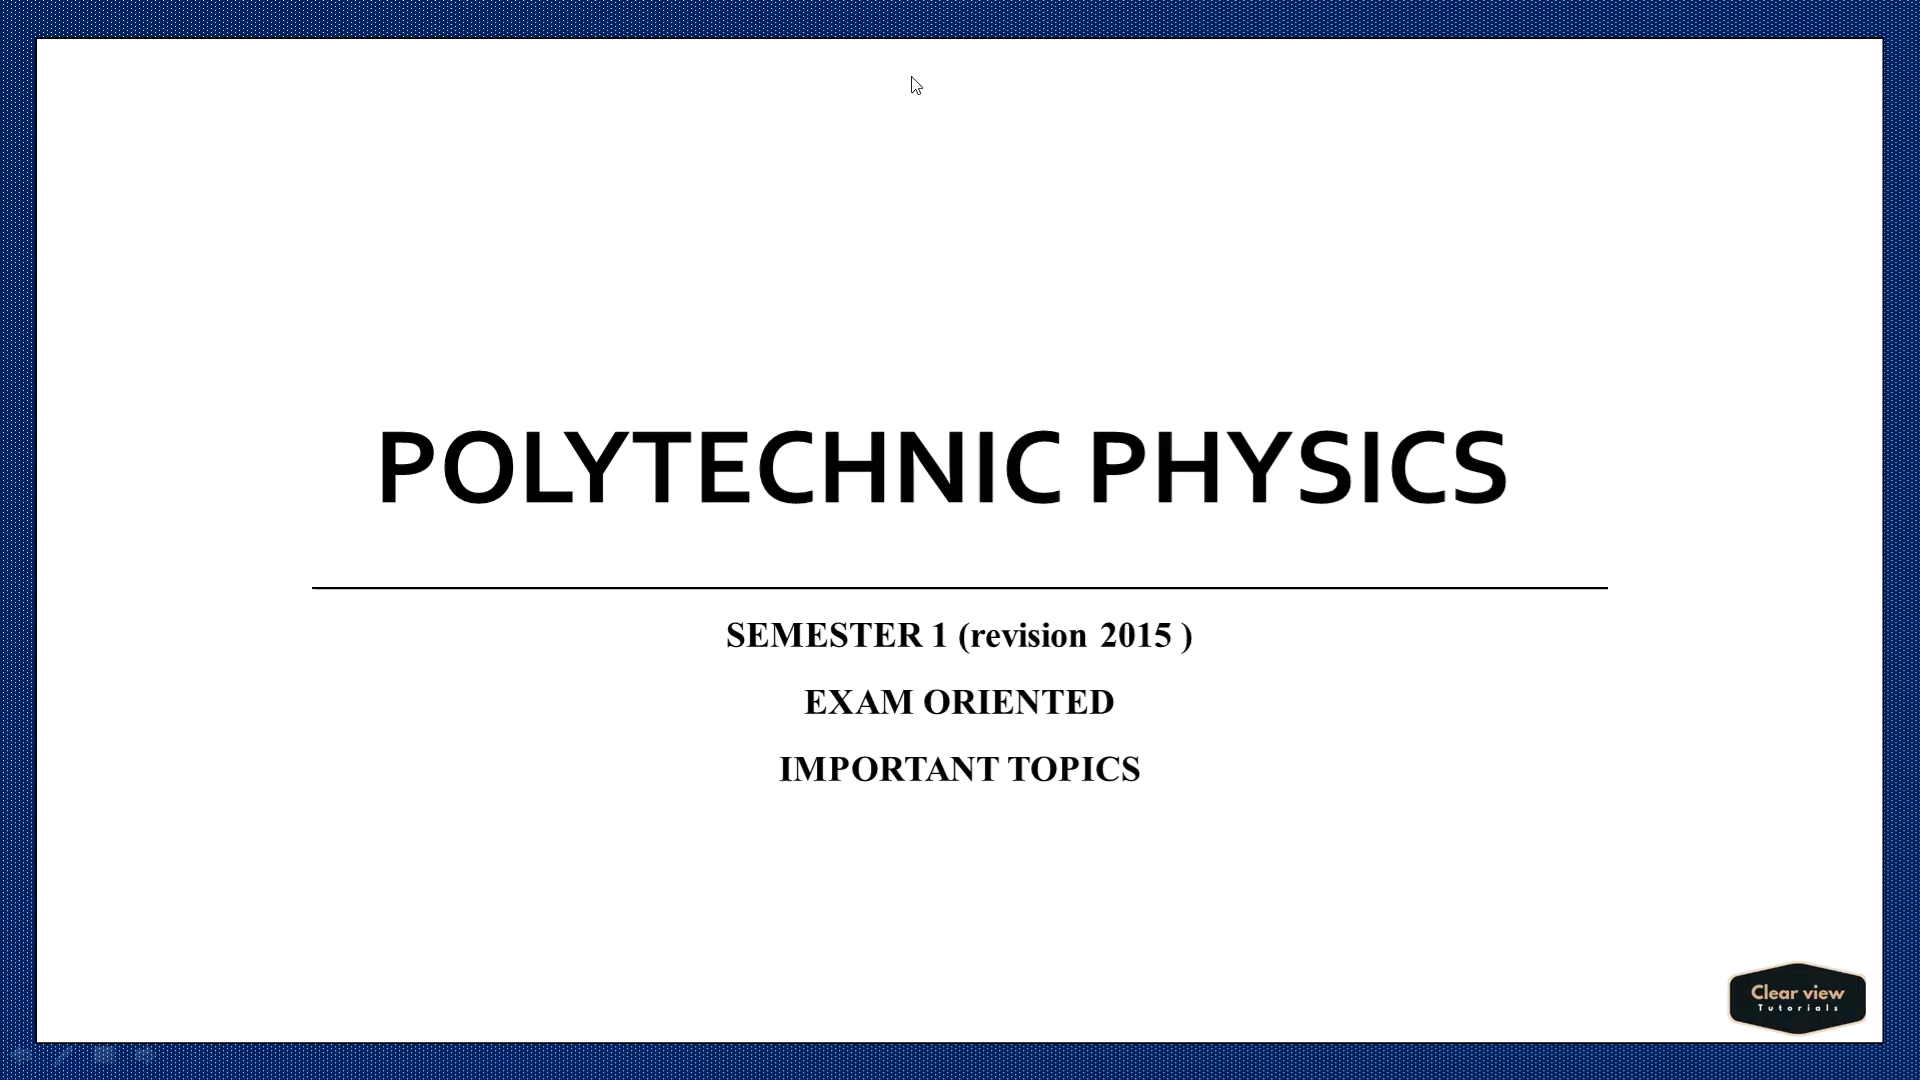 POLYTECHNIC PHYSICS
SEMESTER 1 (revision 2015 )
EXAM ORIENTED
IMPORTANT TOPICS
Clear view
Tutorials